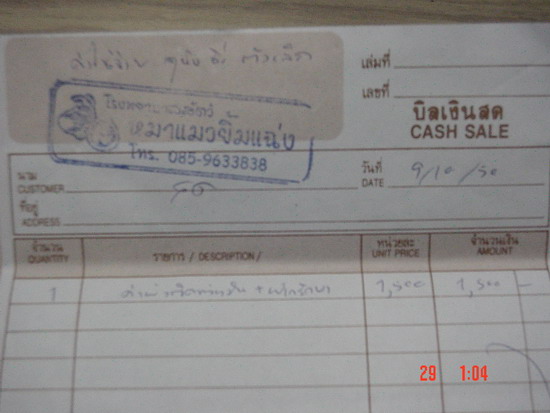 เล่มที่
เลขที่
บิลเงินสด
CASH SALE
โรงพยาบาลสัตว์
หมาแมวยิ้มแฉ่ง
โทร. 085-9633838
นาม
CUSTOMER
วันที่
DATE 9/10/50
ที่อยู่
ADDRESS
จำนวน รายการ / DESCRIPTION / หน่วยละ จำนวนเงิน
QUANTITY UNIT PRICE AMOUNT
1 1,500 1,500 -
29 1:04